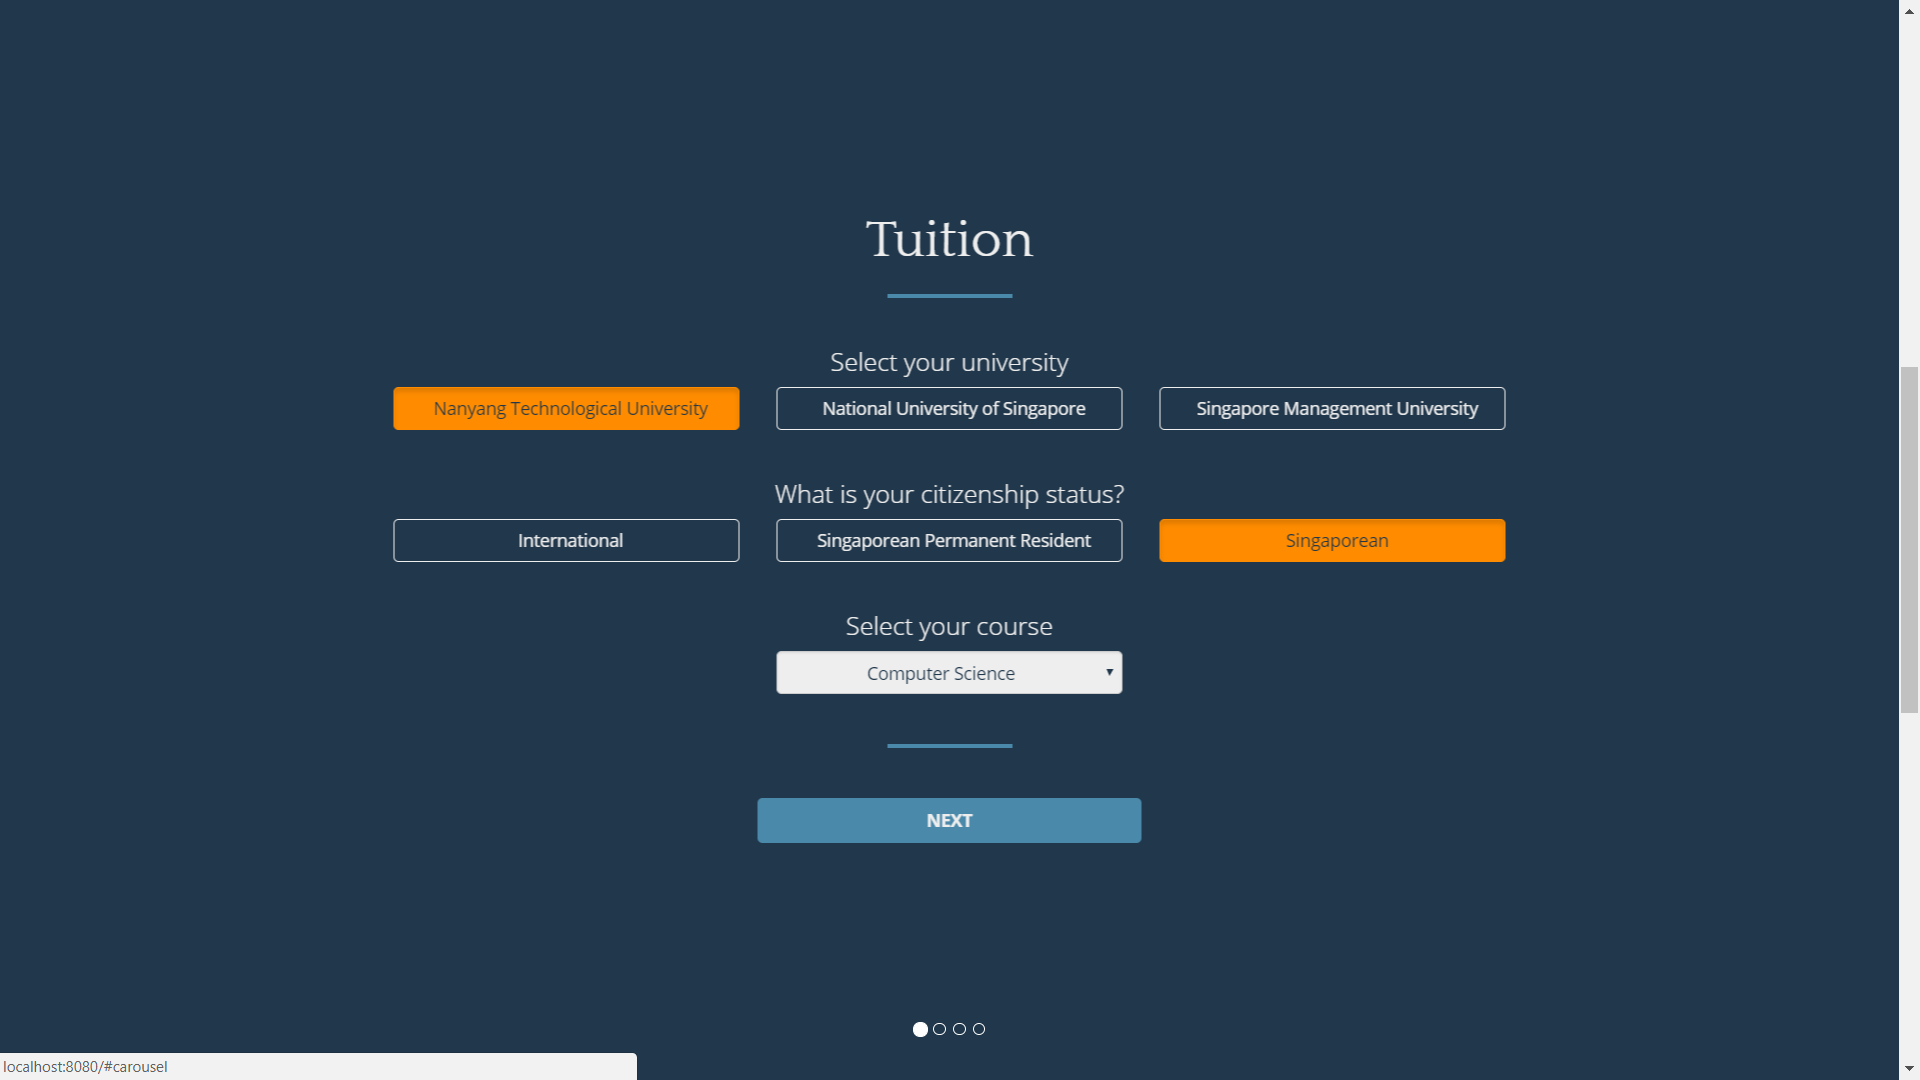 Tuition
Select your university
Nanyang Technological University
National University of Singapore
Singapore Management University
What is your citizenship status?
International
Singaporean Permanent Resident
Singaporean
Select your course
Computer Science
NEXT
localhost:8080/#carousel